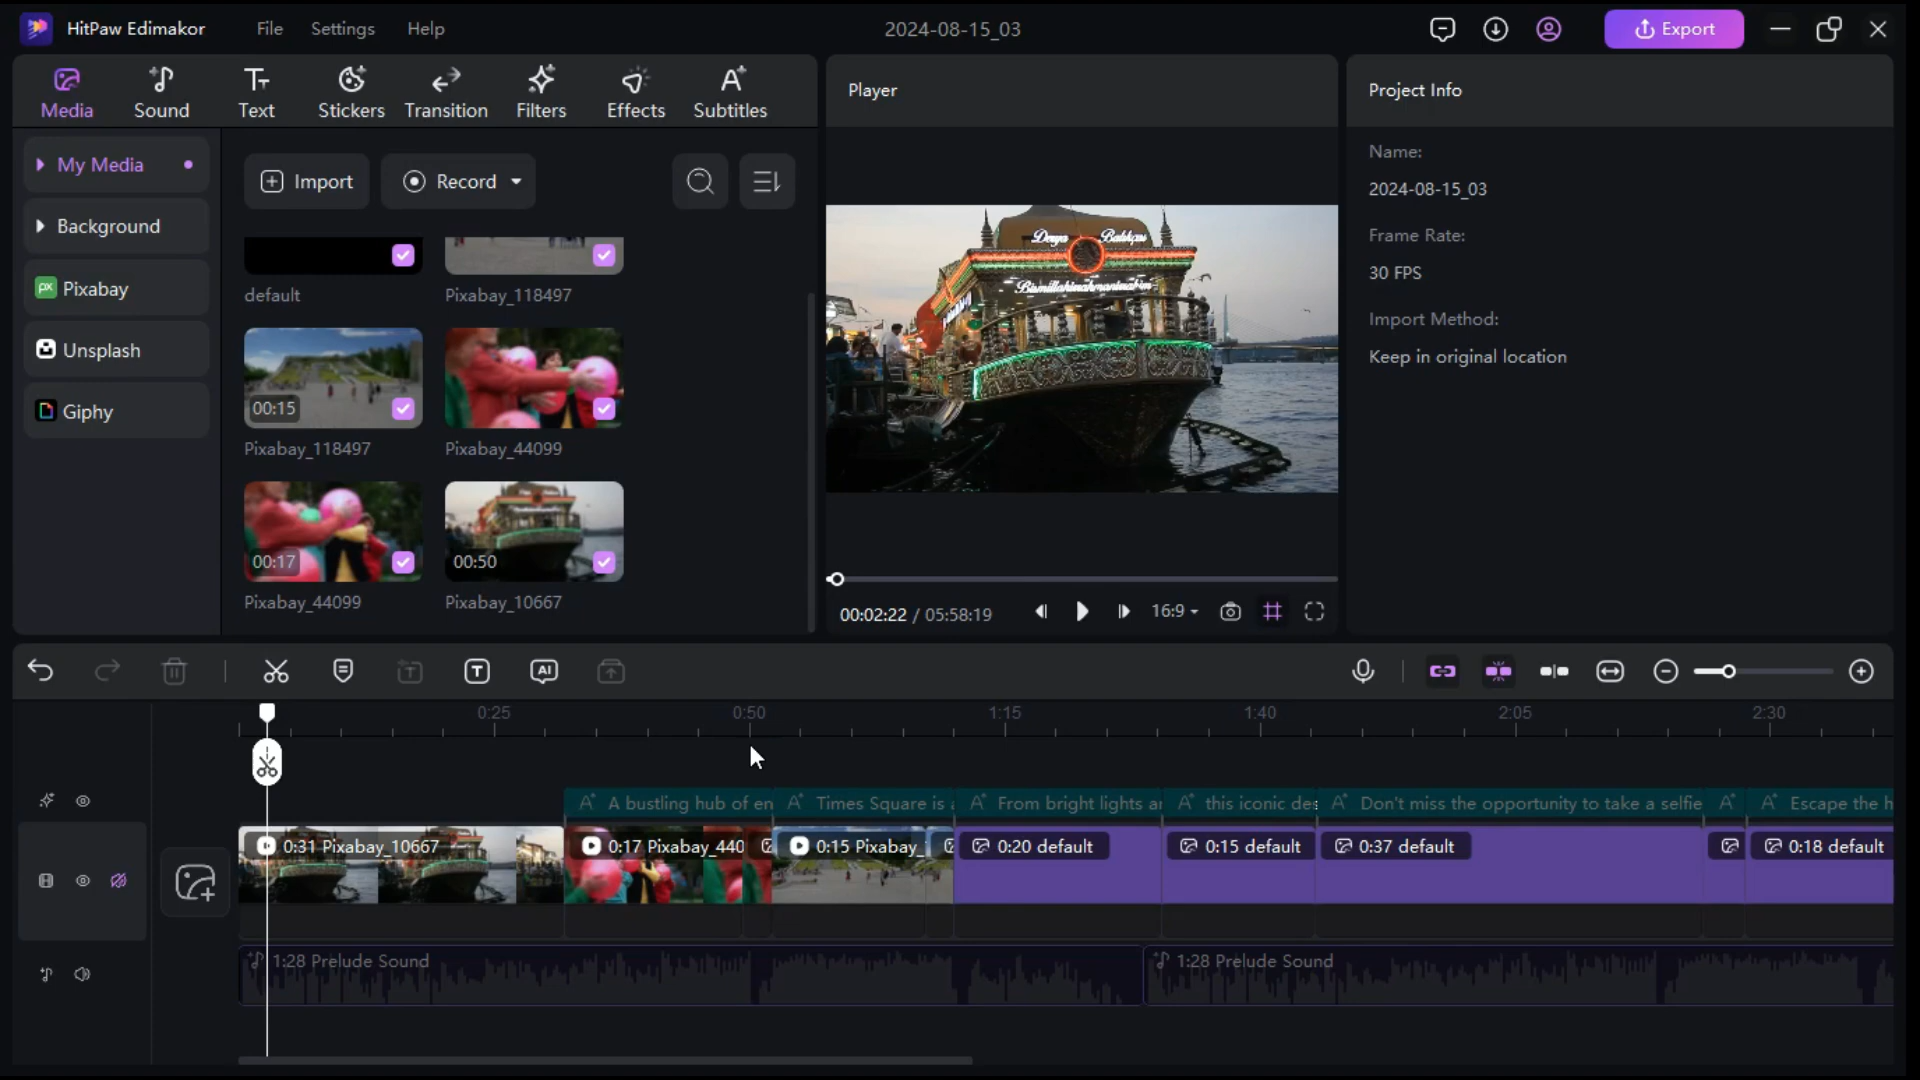 HitPaw Edimakor
File
Settings
Help
2024-08-15_03
Export
Media
Sound
Text
Stickers
Transition
Filters
Effects
Subtitles
My Media
Background
Pixabay
Unsplash
Giphy
Import
Record
default
Pixabay_118497
00:15
Pixabay_118497
Pixabay_44099
00:17
Pixabay_44099
00:50
Pixabay_10667
Player
Derya Balıkçısı
Bismillahirrahmanirrahim
00:02:22 / 05:58:19
16:9
Project Info
Name:
2024-08-15_03
Frame Rate:
30 FPS
Import Method:
Keep in original location
AI
0:25
0:50
1:15
1:40
2:05
2:30
A bustling hub of en
Times Square is a
From bright lights ar
this iconic des
Don't miss the opportunity to take a selfie
Escape the h
0:31 Pixabay_10667
0:17 Pixabay_440
0:15 Pixabay_
0:20 default
0:15 default
0:37 default
0:18 default
1:28 Prelude Sound
1:28 Prelude Sound